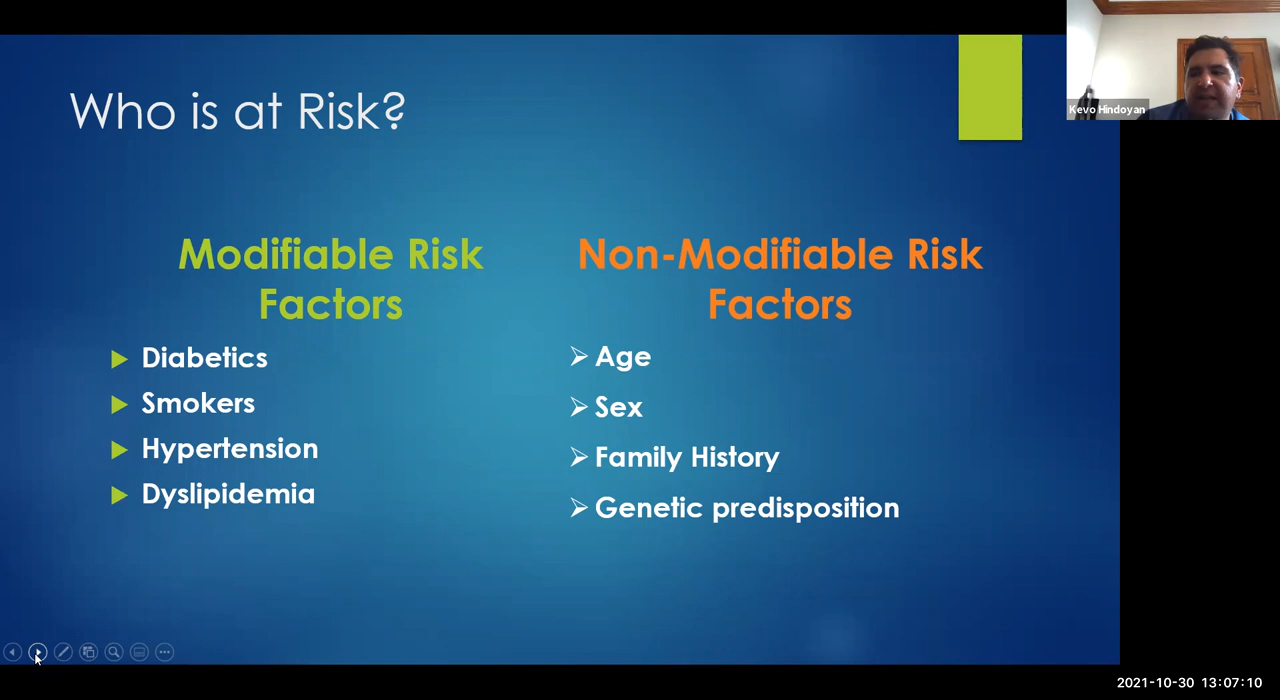 Who is at Risk?
Kevo Hindoyan
Modifiable Risk
Factors
Diabetics
Smokers
Hypertension
Dyslipidemia
Non-Modifiable Risk
Factors
Age
Sex
Family History
Genetic predisposition
2021-10-30 13:07:10